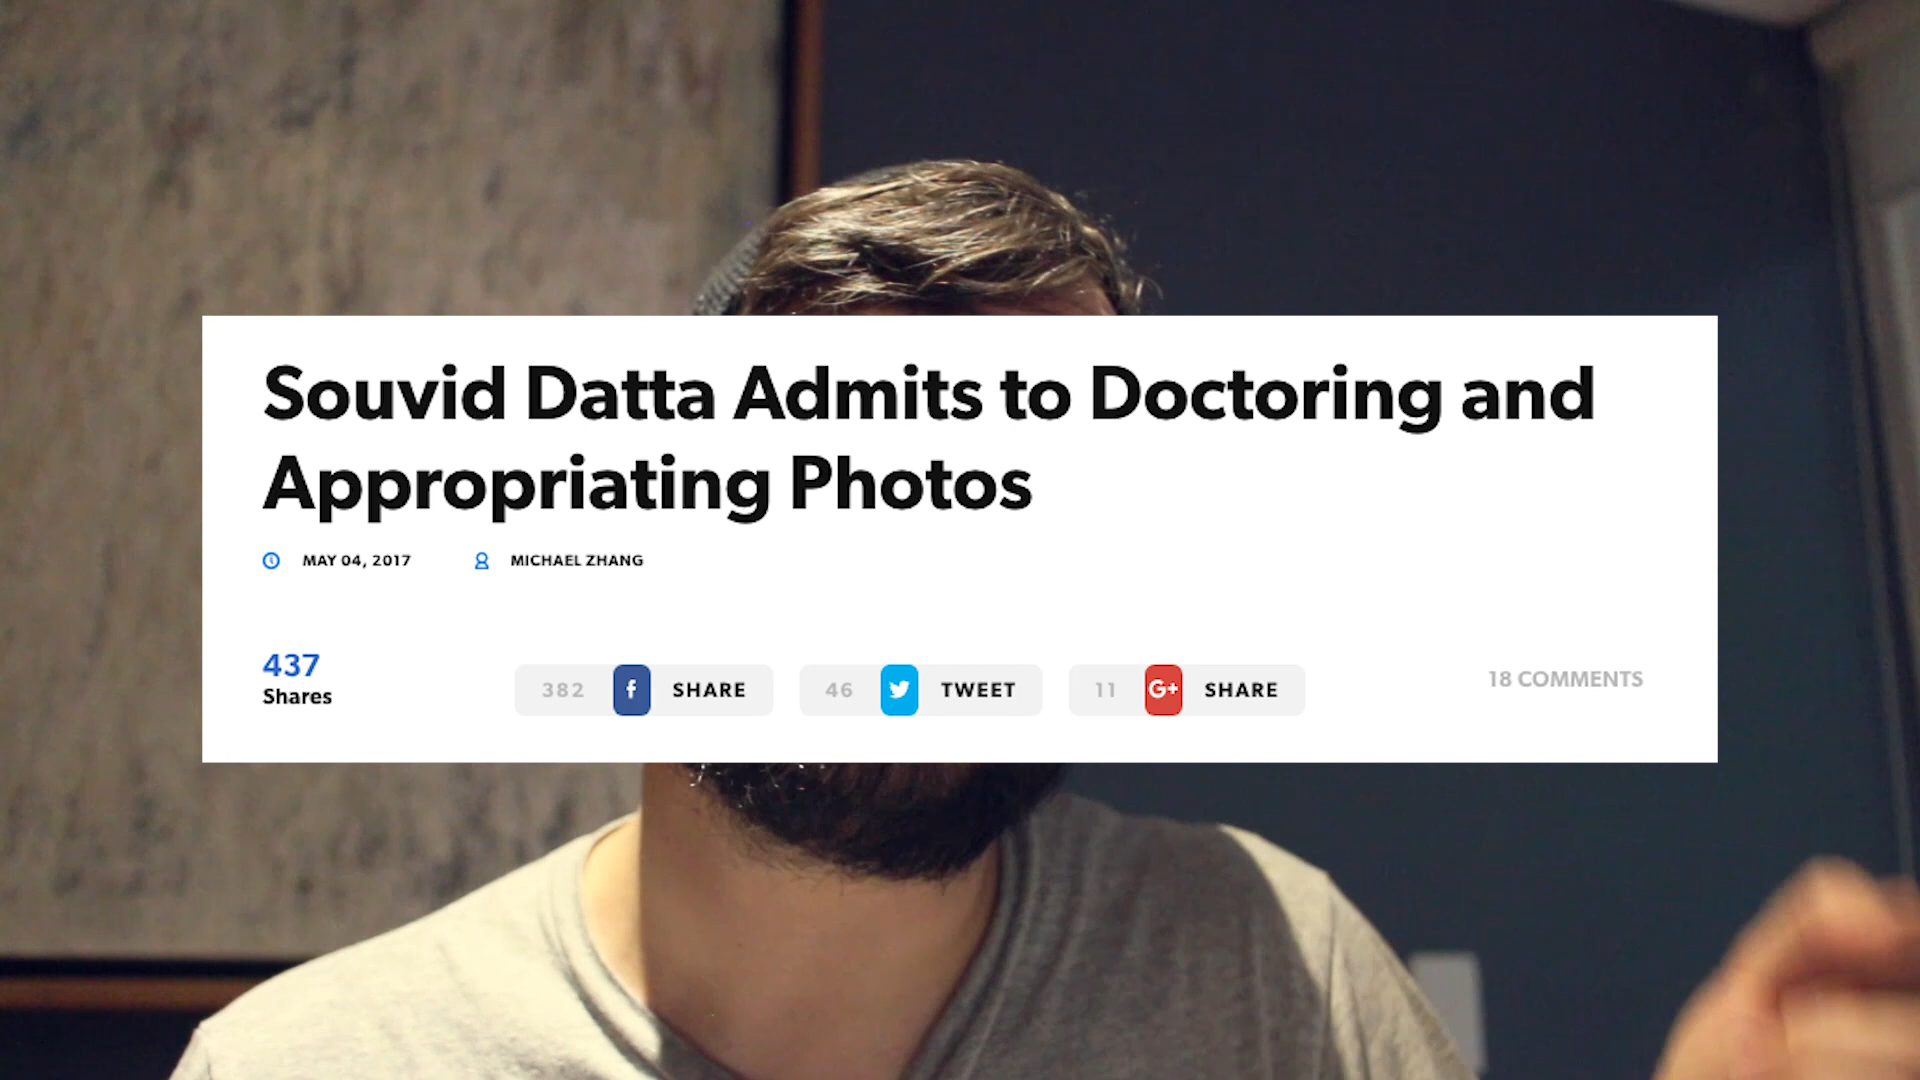 Souvid Datta Admits to Doctoring and
Appropriating Photos
MAY 04, 2017 MICHAEL ZHANG
437
Shares
382 f SHARE 46 TWEET 11 G+ SHARE
18 COMMENTS